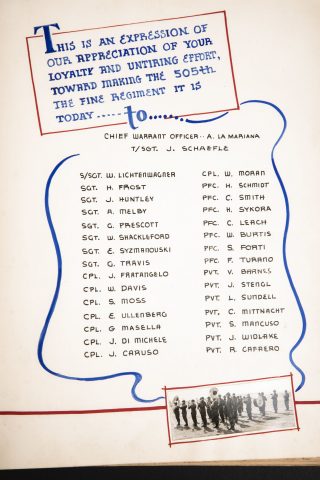 THIS IS AN EXPRESSION OF
OUR APPRECIATION OF YOUR
LOYALTY AND UNTIRING EFFORT,
TOWARD MAKING THE 505th
THE FINE REGIMENT IT IS
TODAY ...... to ......
CHIEF WARRANT OFFICER .. A. LA MARIANA
T/SGT. J. SCHAEFLE
S/SGT. W. LICHTENWAGNER
SGT. H. FROST
SGT. J. HUNTLEY
SGT. A. MELBY
SGT. G. PRESCOTT
SGT. W. SHACKLEFORD
SGT. E. SYZMANOUSKI
SGT. G. TRAVIS
CPL. J. FRATANGELO
CPL. W. DAVIS
CPL. S. MOSS
CPL. E. ULLENBERG
CPL. G MASELLA
CPL. J. DI MICHELE
CPL. J. CARUSO
CPL. W. MORAN
PFC. H. SCHMIDT
PFC. C. SMITH
PFC. H. SYKORA
PFC. C. LEACH
PFC. W. BURTIS
PFC. S. FORTI
PFC. F. TURANO
PVT. V. BARNES
PVT. J. STENGL
PVT. L. SUNDELL
PVT. C. MITTNACHT
PVT. S. MANCUSO
PVT. J. WIDLAKE
PVT. R. CAFRERO